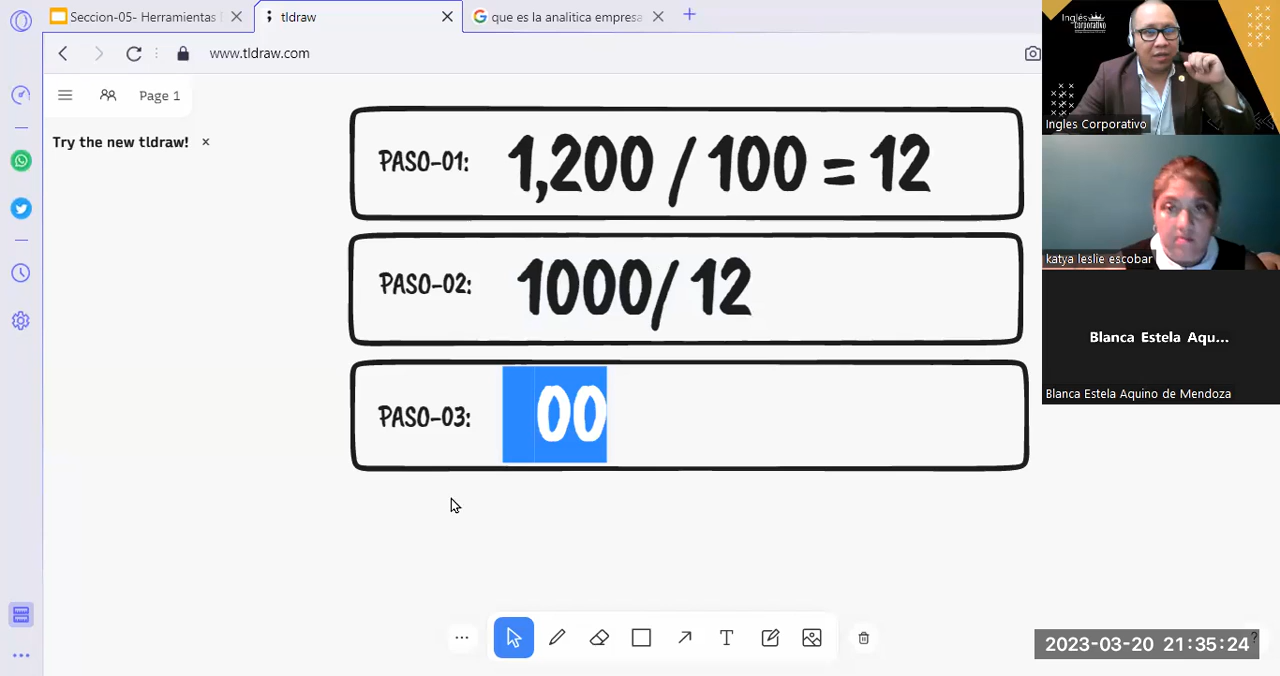 Seccion-05- Herramientas
tldraw
que es la analitica empresa
www.tldraw.com
Page 1
Try the new tldraw!
PASO-01: 1,200 / 100 = 12
PASO-02: 1000/ 12
PASO-03: 00
Inglés Corporativo
Ingles Corporativo
katya leslie escobar
Blanca Estela Aqu...
Blanca Estela Aquino de Mendoza
2023-03-20 21:35:24
?